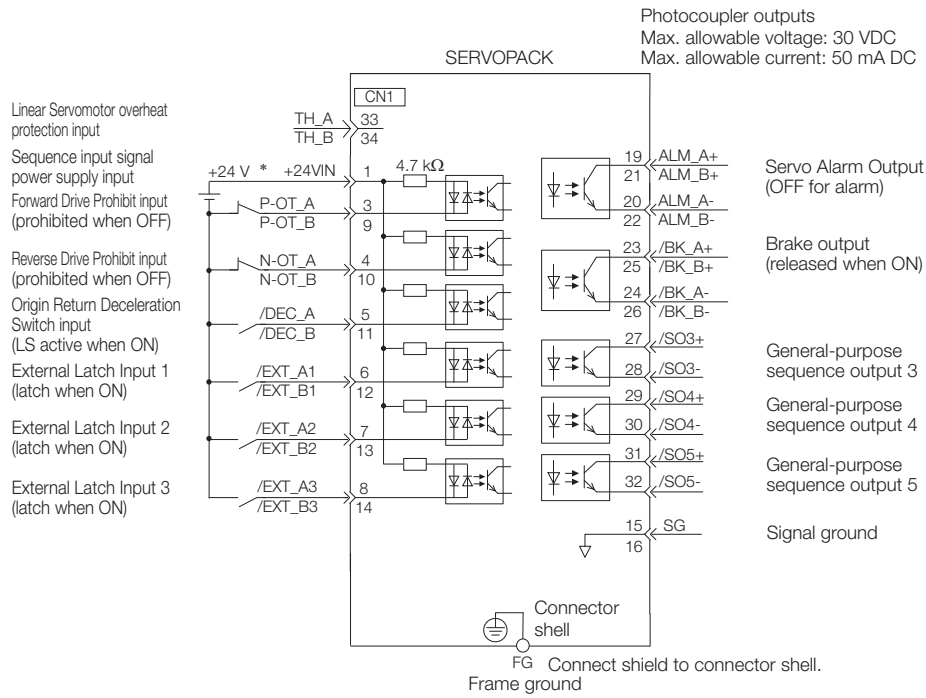 Photocoupler outputs
Max. allowable voltage: 30 VDC
Max. allowable current: 50 mA DC
SERVOPACK
CN1
Linear Servomotor overheat
protection input
TH_A 33
TH_B 34
Sequence input signal
power supply input
+24 V * +24VIN 1 4.7 kΩ
Forward Drive Prohibit input
(prohibited when OFF)
P-OT_A 3
P-OT_B 9
Reverse Drive Prohibit input
(prohibited when OFF)
N-OT_A 4
N-OT_B 10
Origin Return Deceleration
Switch input
(LS active when ON)
/DEC_A 5
/DEC_B 11
External Latch Input 1
(latch when ON)
/EXT_A1 6
/EXT_B1 12
External Latch Input 2
(latch when ON)
/EXT_A2 7
/EXT_B2 13
External Latch Input 3
(latch when ON)
/EXT_A3 8
/EXT_B3 14
19 ALM_A+
21 ALM_B+
20 ALM_A-
22 ALM_B-
Servo Alarm Output
(OFF for alarm)
23 /BK_A+
25 /BK_B+
24 /BK_A-
26 /BK_B-
Brake output
(released when ON)
27 /SO3+
28 /SO3-
General-purpose
sequence output 3
29 /SO4+
30 /SO4-
General-purpose
sequence output 4
31 /SO5+
32 /SO5-
General-purpose
sequence output 5
15 SG
16
Signal ground
Connector
shell
FG Connect shield to connector shell.
Frame ground